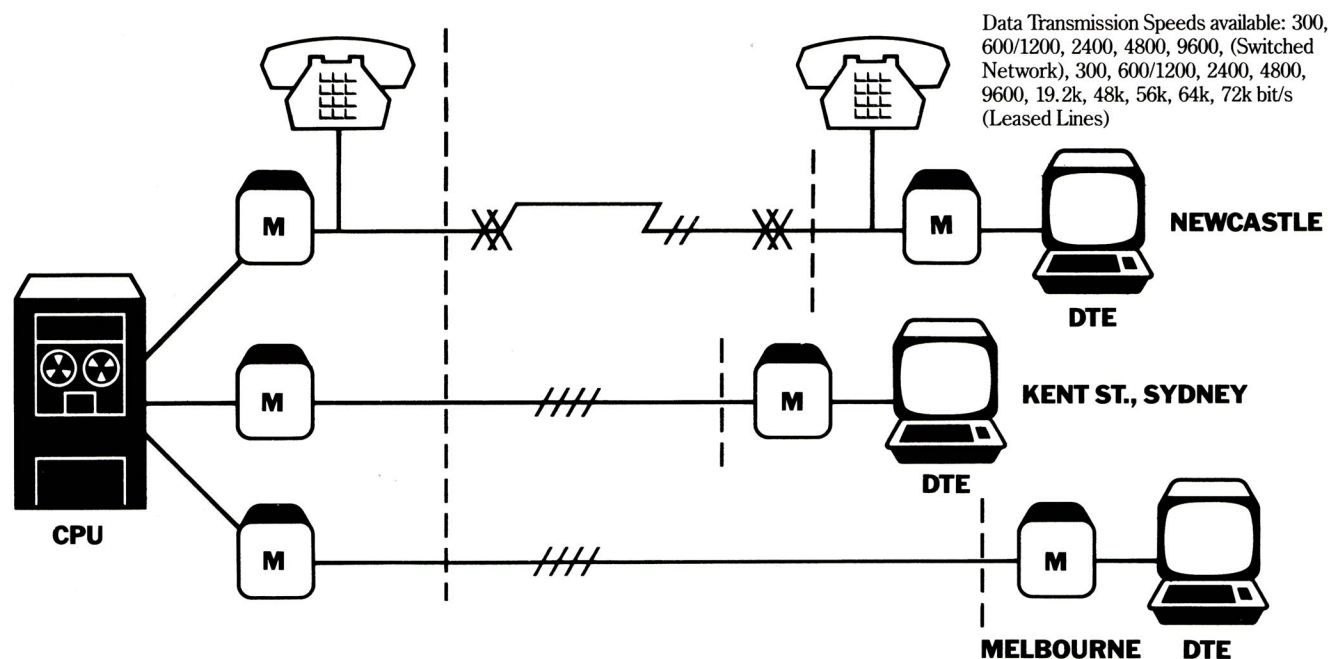 Data Transmission Speeds available: 300,
600/1200, 2400, 4800, 9600, (Switched
Network), 300, 600/1200, 2400, 4800,
9600, 19.2k, 48k, 56k, 64k, 72k bit/s
(Leased Lines)
M
M
NEWCASTLE
DTE
M
M
KENT ST., SYDNEY
DTE
CPU
M
M
MELBOURNE
DTE